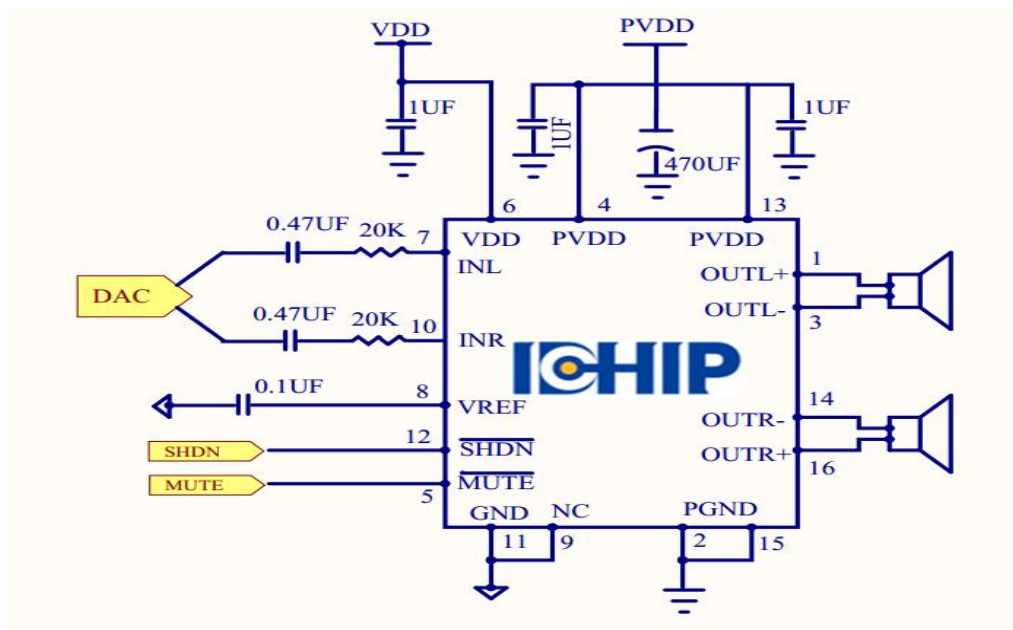 VDD
PVDD
1UF
1UF
1UF
470UF
6
4
13
0.47UF
20K
7
VDD
PVDD
PVDD
INL
1
OUTL+
DAC
OUTL-
3
0.47UF
20K
10
INR
ICHIP
0.1UF
8
VREF
14
OUTR-
12
SHDN
SHDN
OUTR+
16
MUTE
5
MUTE
GND
NC
PGND
11
9
2
15